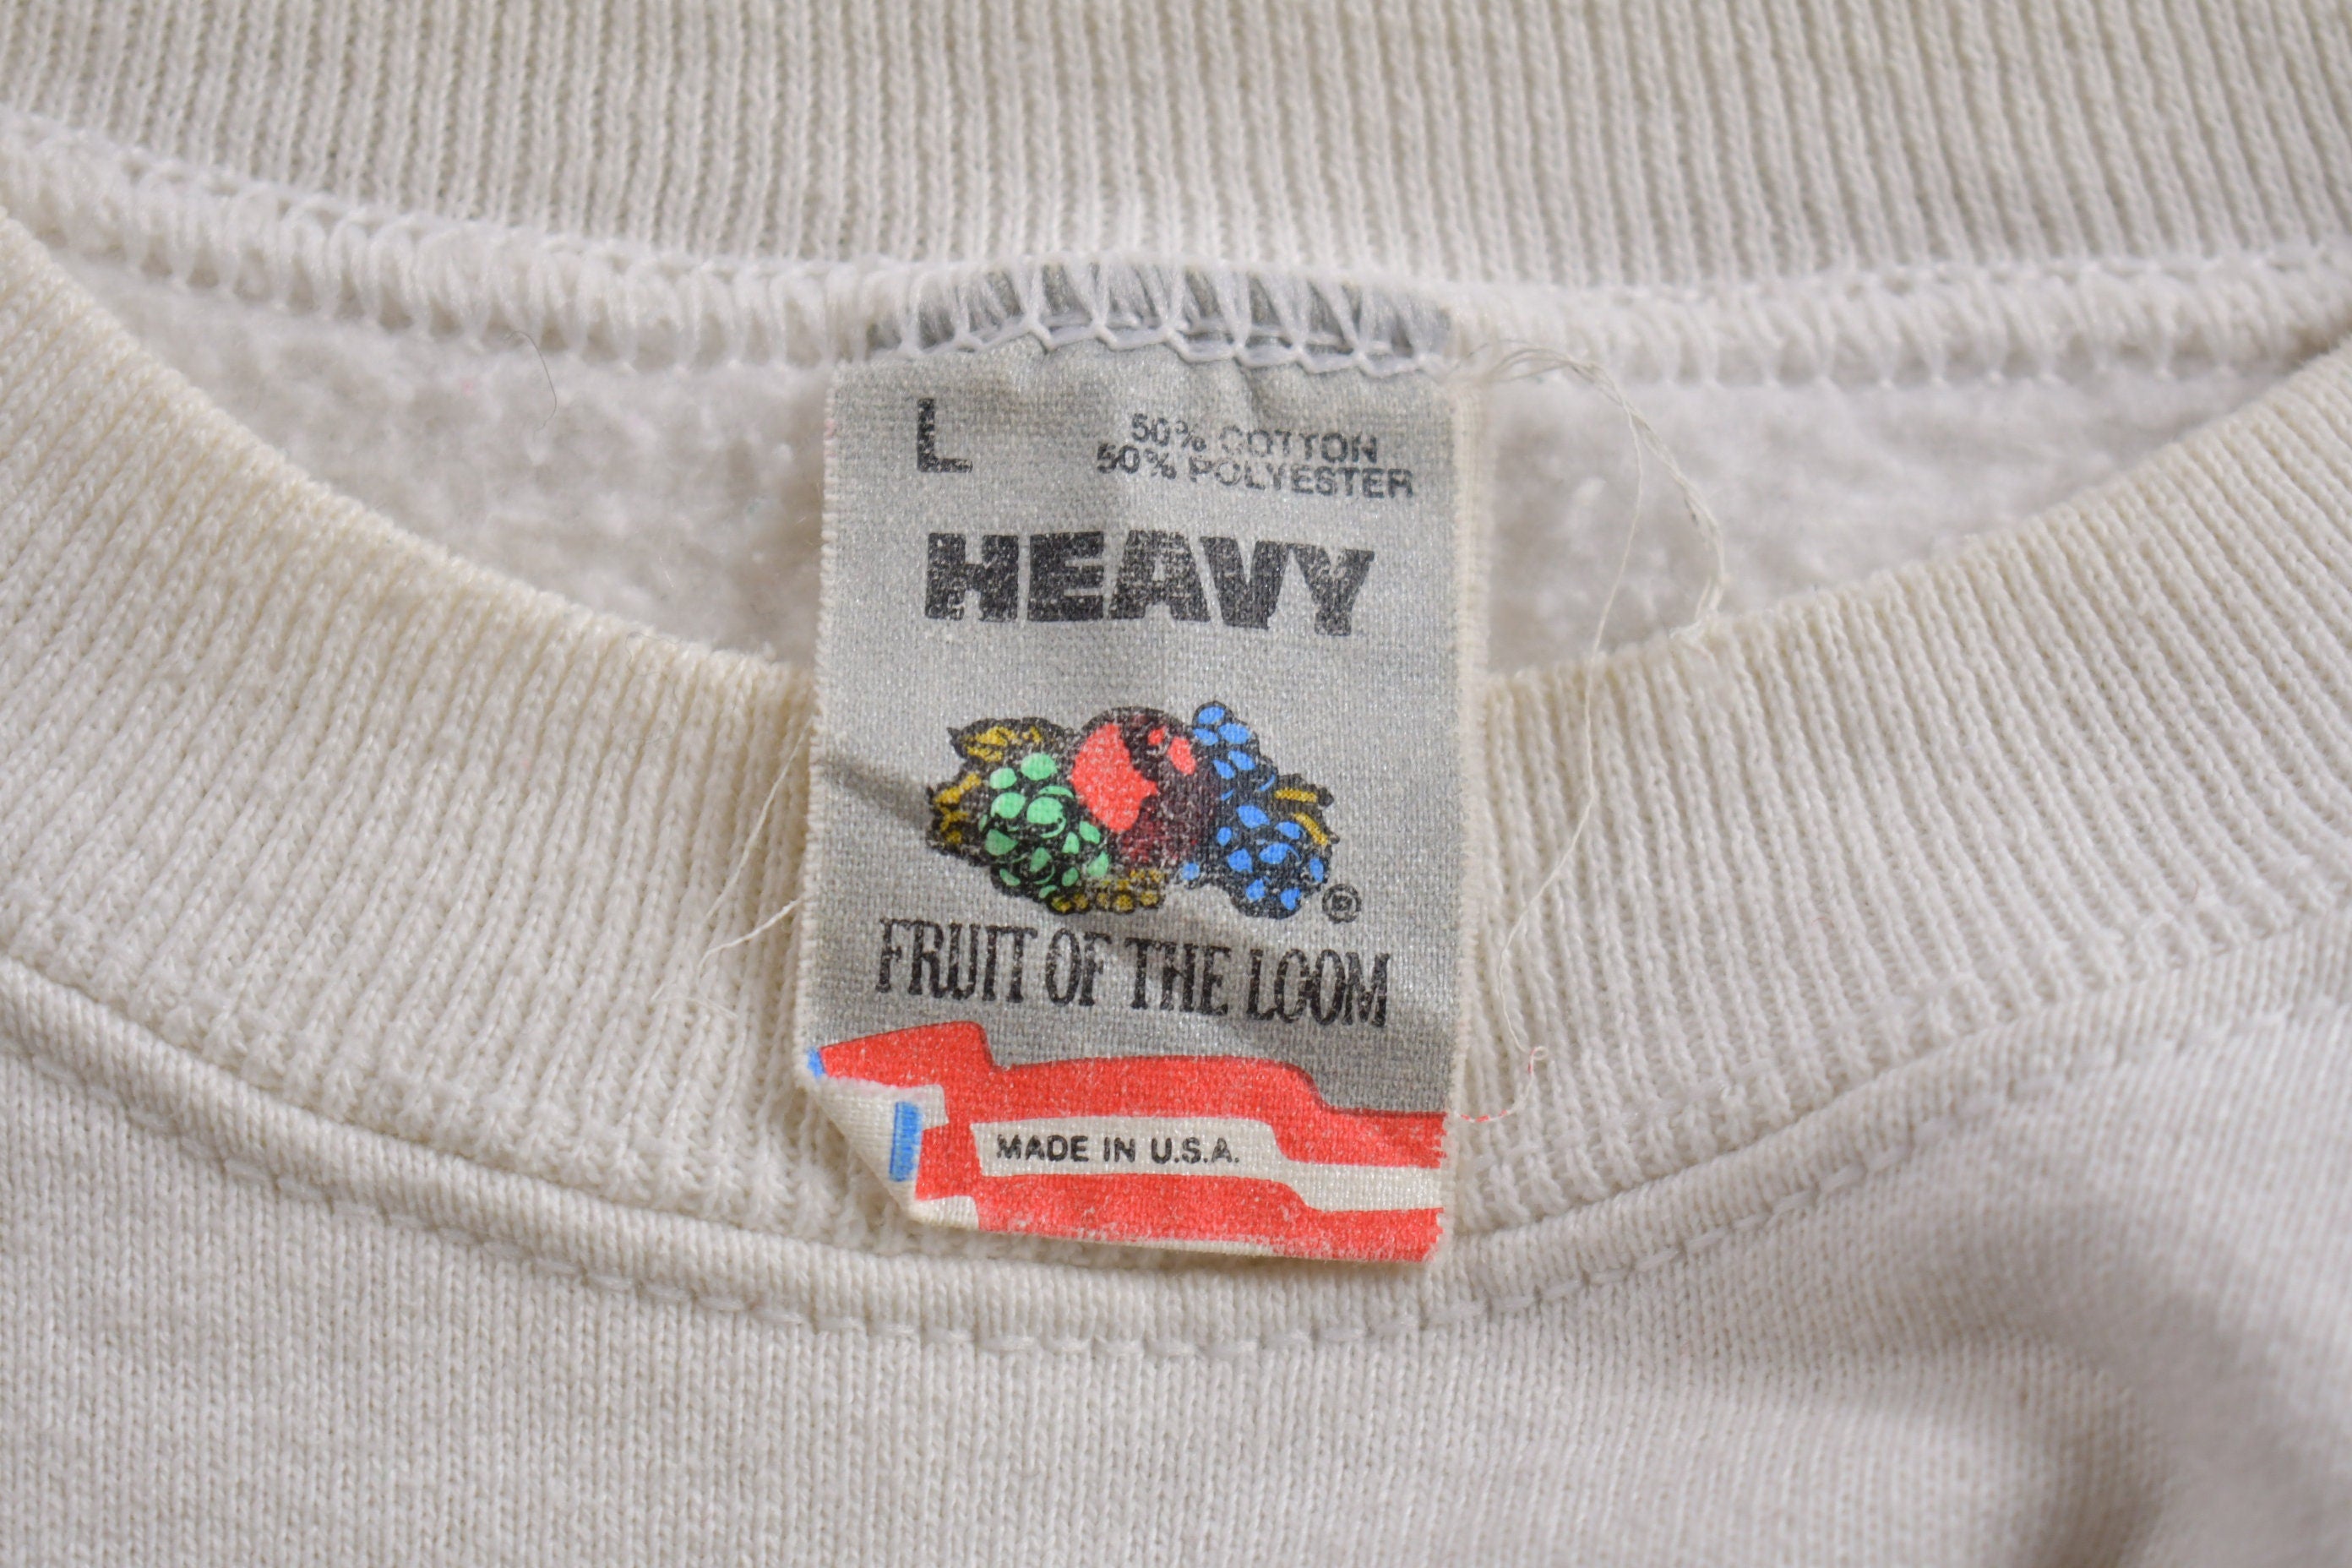 L
50% COTTON
50% POLYESTER
HEAVY
®
FRUIT OF THE LOOM
MADE IN U.S.A.